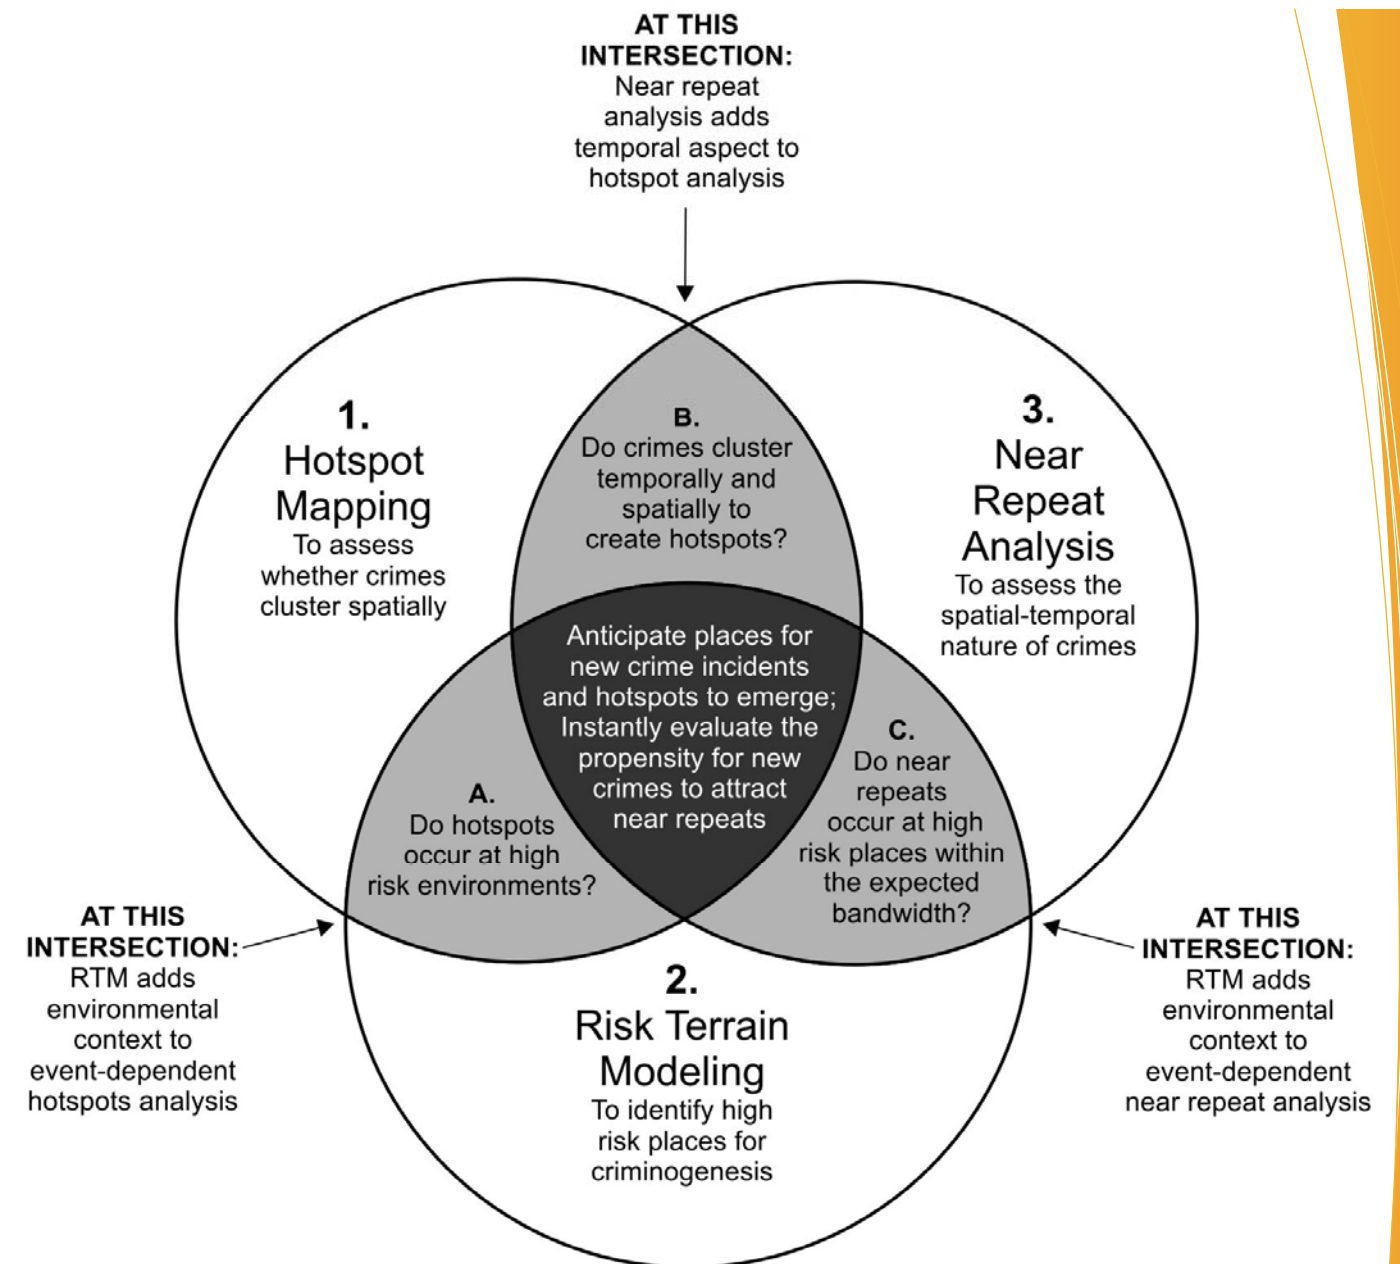 AT THIS
INTERSECTION:
Near repeat
analysis adds
temporal aspect to
hotspot analysis
1.
Hotspot
Mapping
To assess
whether crimes
cluster spatially
B.
Do crimes cluster
temporally and
spatially to
create hotspots?
3.
Near
Repeat
Analysis
To assess the
spatial-temporal
nature of crimes
Anticipate places for
new crime incidents
and hotspots to emerge;
Instantly evaluate the
propensity for new
crimes to attract
near repeats
A.
Do hotspots
occur at high
risk environments?
C.
Do near
repeats
occur at high
risk places within
the expected
bandwidth?
AT THIS
INTERSECTION:
RTM adds
environmental
context to
event-dependent
hotspots analysis
2.
Risk Terrain
Modeling
To identify high
risk places for
criminogenesis
AT THIS
INTERSECTION:
RTM adds
environmental
context to
event-dependent
near repeat analysis